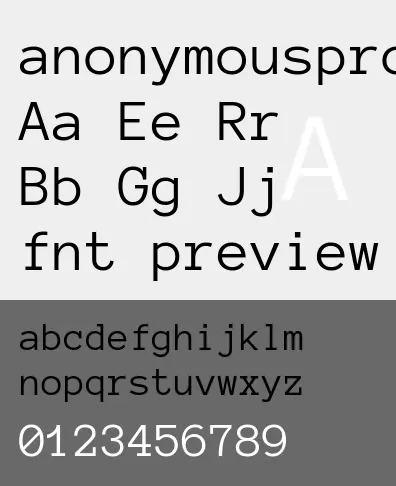 anonymouspro
Aa Ee Rr
Bb Gg Jj
A
fnt preview
abcdefghijklm
nopqrstuvwxyz
0123456789